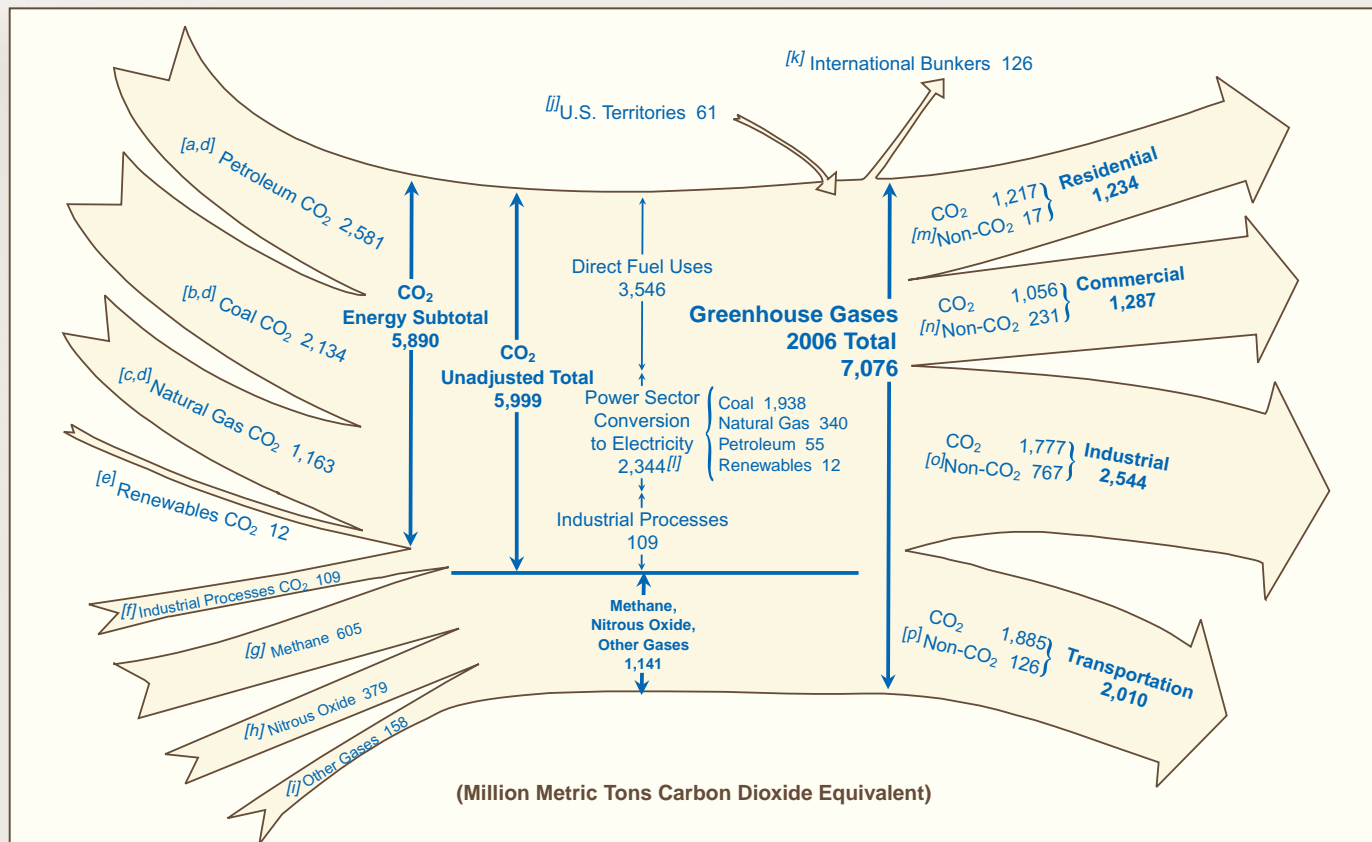 [k] International Bunkers 126
[j]U.S. Territories 61
[a,d] Petroleum CO2 2,581
[b,d] Coal CO2 2,134
[c,d]Natural Gas CO2 1,163
[e] Renewables CO2 12
[f] Industrial Processes CO2 109
[g] Methane 605
[h] Nitrous Oxide 379
[i] Other Gases 158
CO2
Energy Subtotal
5,890
CO2
Unadjusted Total
5,999
Direct Fuel Uses
3,546
Power Sector
Conversion
to Electricity
2,344[l]
Coal 1,938
Natural Gas 340
Petroleum 55
Renewables 12
Industrial Processes
109
Methane,
Nitrous Oxide,
Other Gases
1,141
Greenhouse Gases
2006 Total
7,076
CO2 1,217
[m]Non-CO2 17
Residential
1,234
CO2 1,056
[n]Non-CO2 231
Commercial
1,287
CO2 1,777
[o]Non-CO2 767
Industrial
2,544
CO2 1,885
[p]Non-CO2 126
Transportation
2,010
(Million Metric Tons Carbon Dioxide Equivalent)